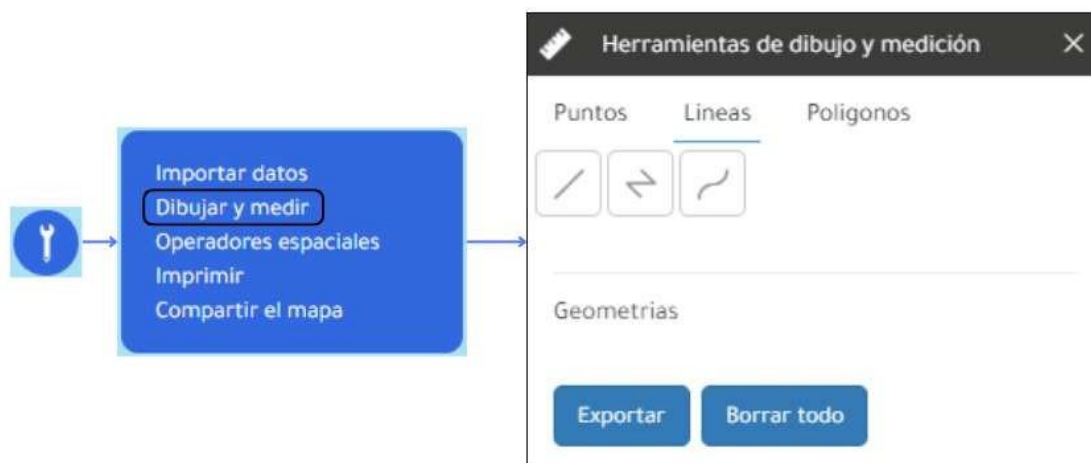 Importar datos
Dibujar y medir
Operadores espaciales
Imprimir
Compartir el mapa
Herramientas de dibujo y medición
Puntos Lineas Poligonos
Geometrias
Exportar Borrar todo